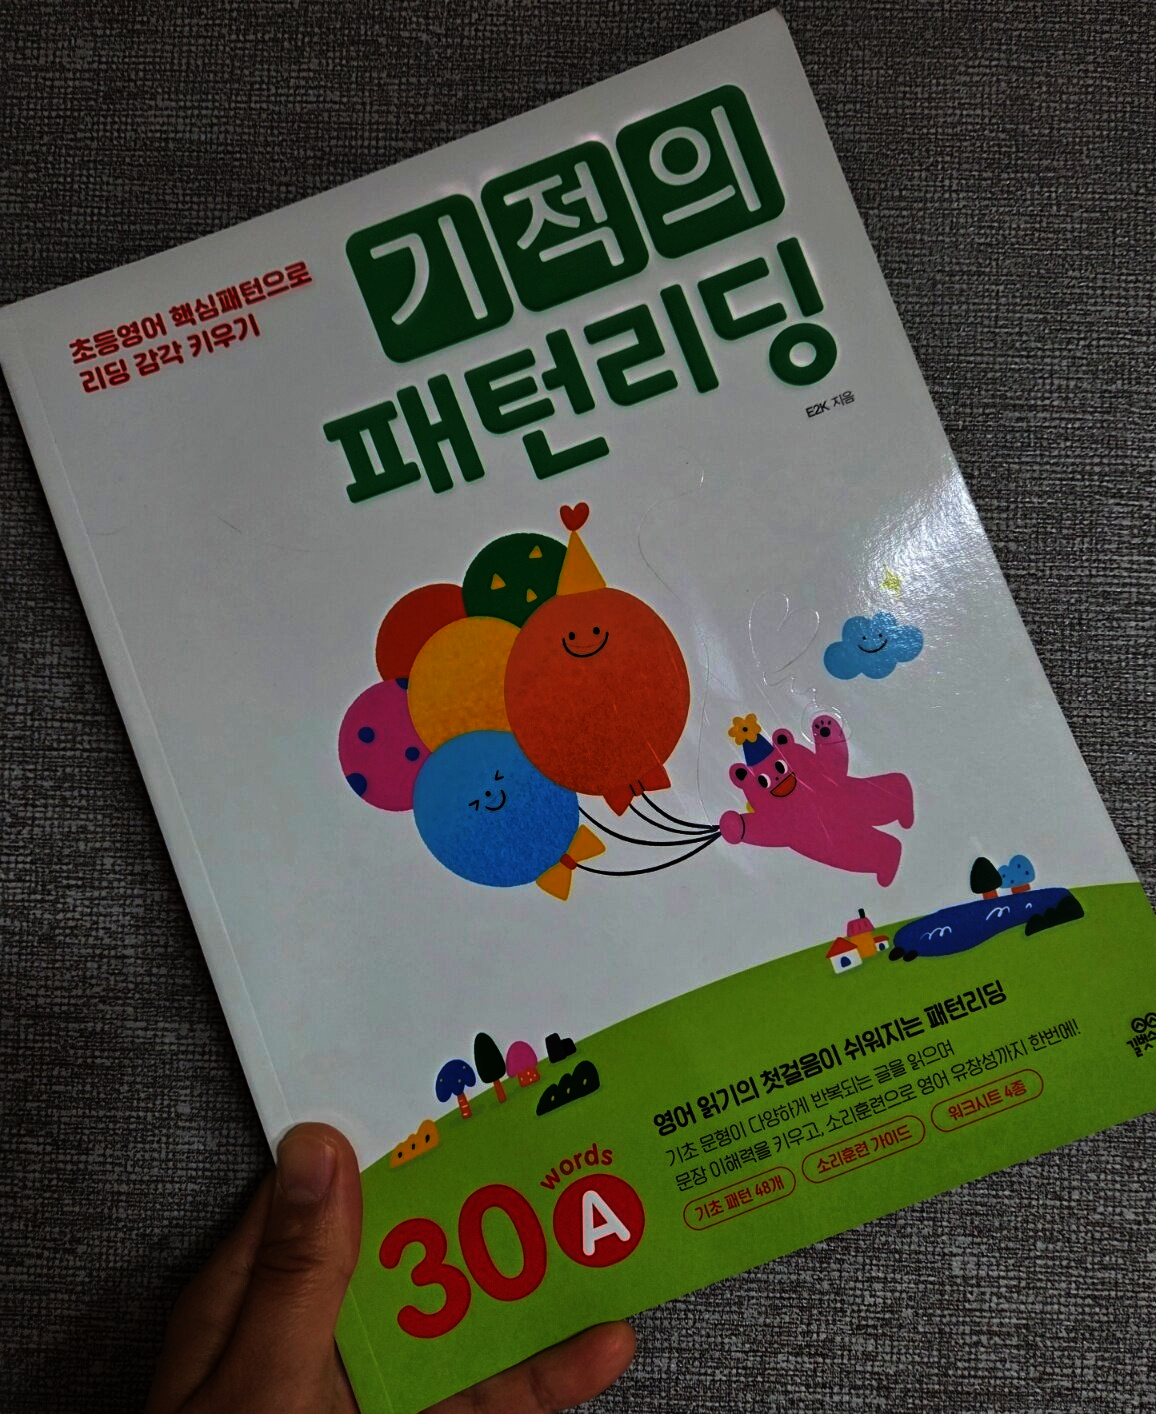 초등영어 핵심패턴으로
리딩 감각 키우기
기적의
패턴리딩
E2K 지음
영어 읽기의 첫걸음이 쉬워지는 패턴리딩
기초 문형이 다양하게 반복되는 글을 읽으며
문장 이해력을 키우고, 소리훈련으로 영어 유창성까지 한번에!
기초 패턴 48개
소리훈련 가이드
워크시트 4종
30 words A